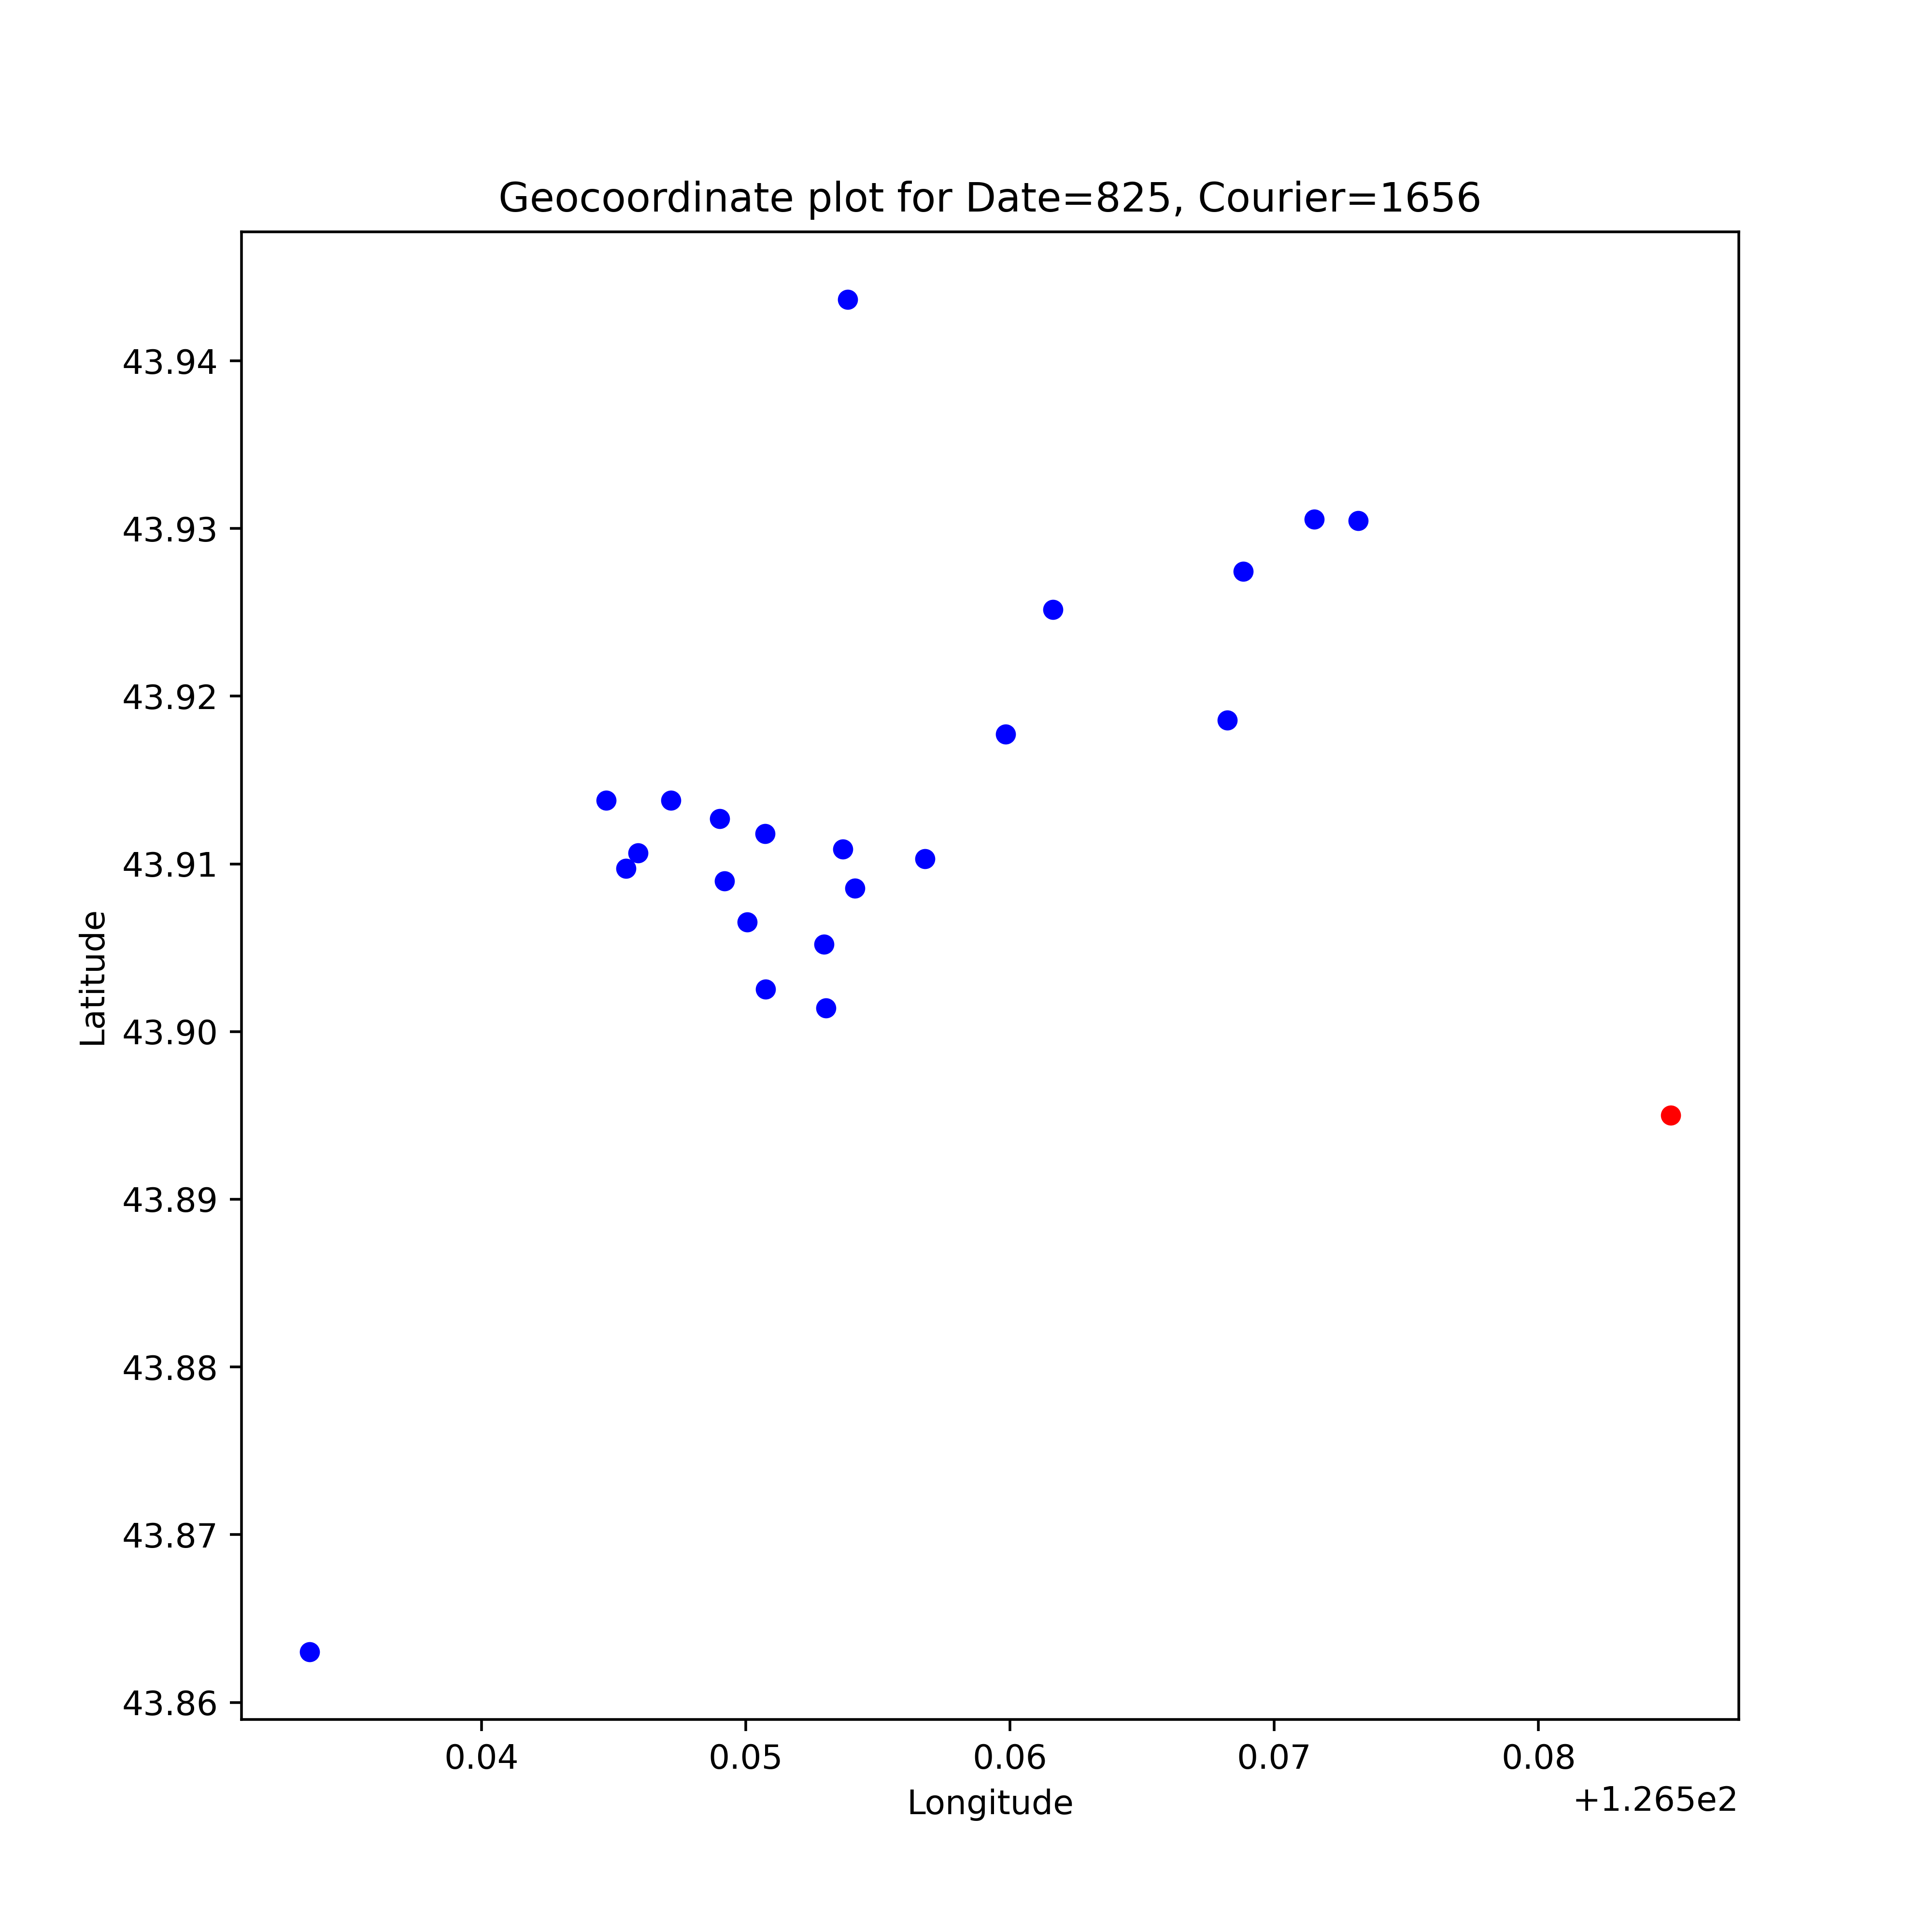 Geocoordinate plot for Date=825, Courier=1656
43.94
43.93
43.92
43.91
43.90
43.89
43.88
43.87
43.86
Latitude
0.04 0.05 0.06 0.07 0.08
Longitude
+1.265e2